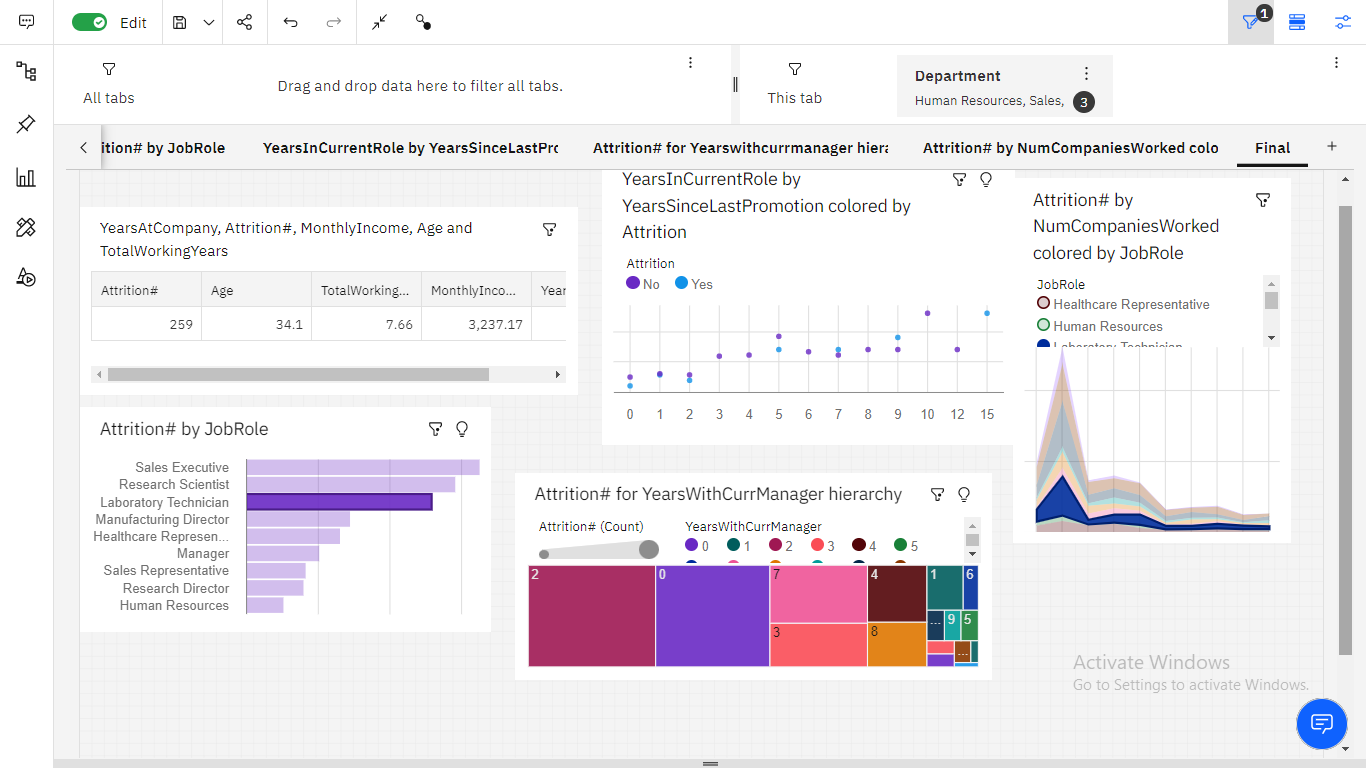 Edit
1
All tabs
Drag and drop data here to filter all tabs.
This tab
Department
Human Resources, Sales,
3
ition# by JobRole
YearsInCurrentRole by YearsSinceLastPro
Attrition# for Yearswithcurrmanager hiera
Attrition# by NumCompaniesWorked colo
Final
YearsAtCompany, Attrition#, MonthlyIncome, Age and
TotalWorkingYears
Attrition# Age TotalWorking... MonthlyInco... Year
259 34.1 7.66 3,237.17
YearsInCurrentRole by
YearsSinceLastPromotion colored by
Attrition
Attrition
No Yes
0 1 2 3 4 5 6 7 8 9 10 12 15
Attrition# by
NumCompaniesWorked
colored by JobRole
JobRole
Healthcare Representative
Human Resources
Laboratory Technician
Attrition# by JobRole
Sales Executive
Research Scientist
Laboratory Technician
Manufacturing Director
Healthcare Represen...
Manager
Sales Representative
Research Director
Human Resources
Attrition# for YearsWithCurrManager hierarchy
Attrition# (Count)
YearsWithCurrManager
0 1 2 3 4 5
2 0 7 4 1 6
... 9 5
3 8
...
Activate Windows
Go to Settings to activate Windows.